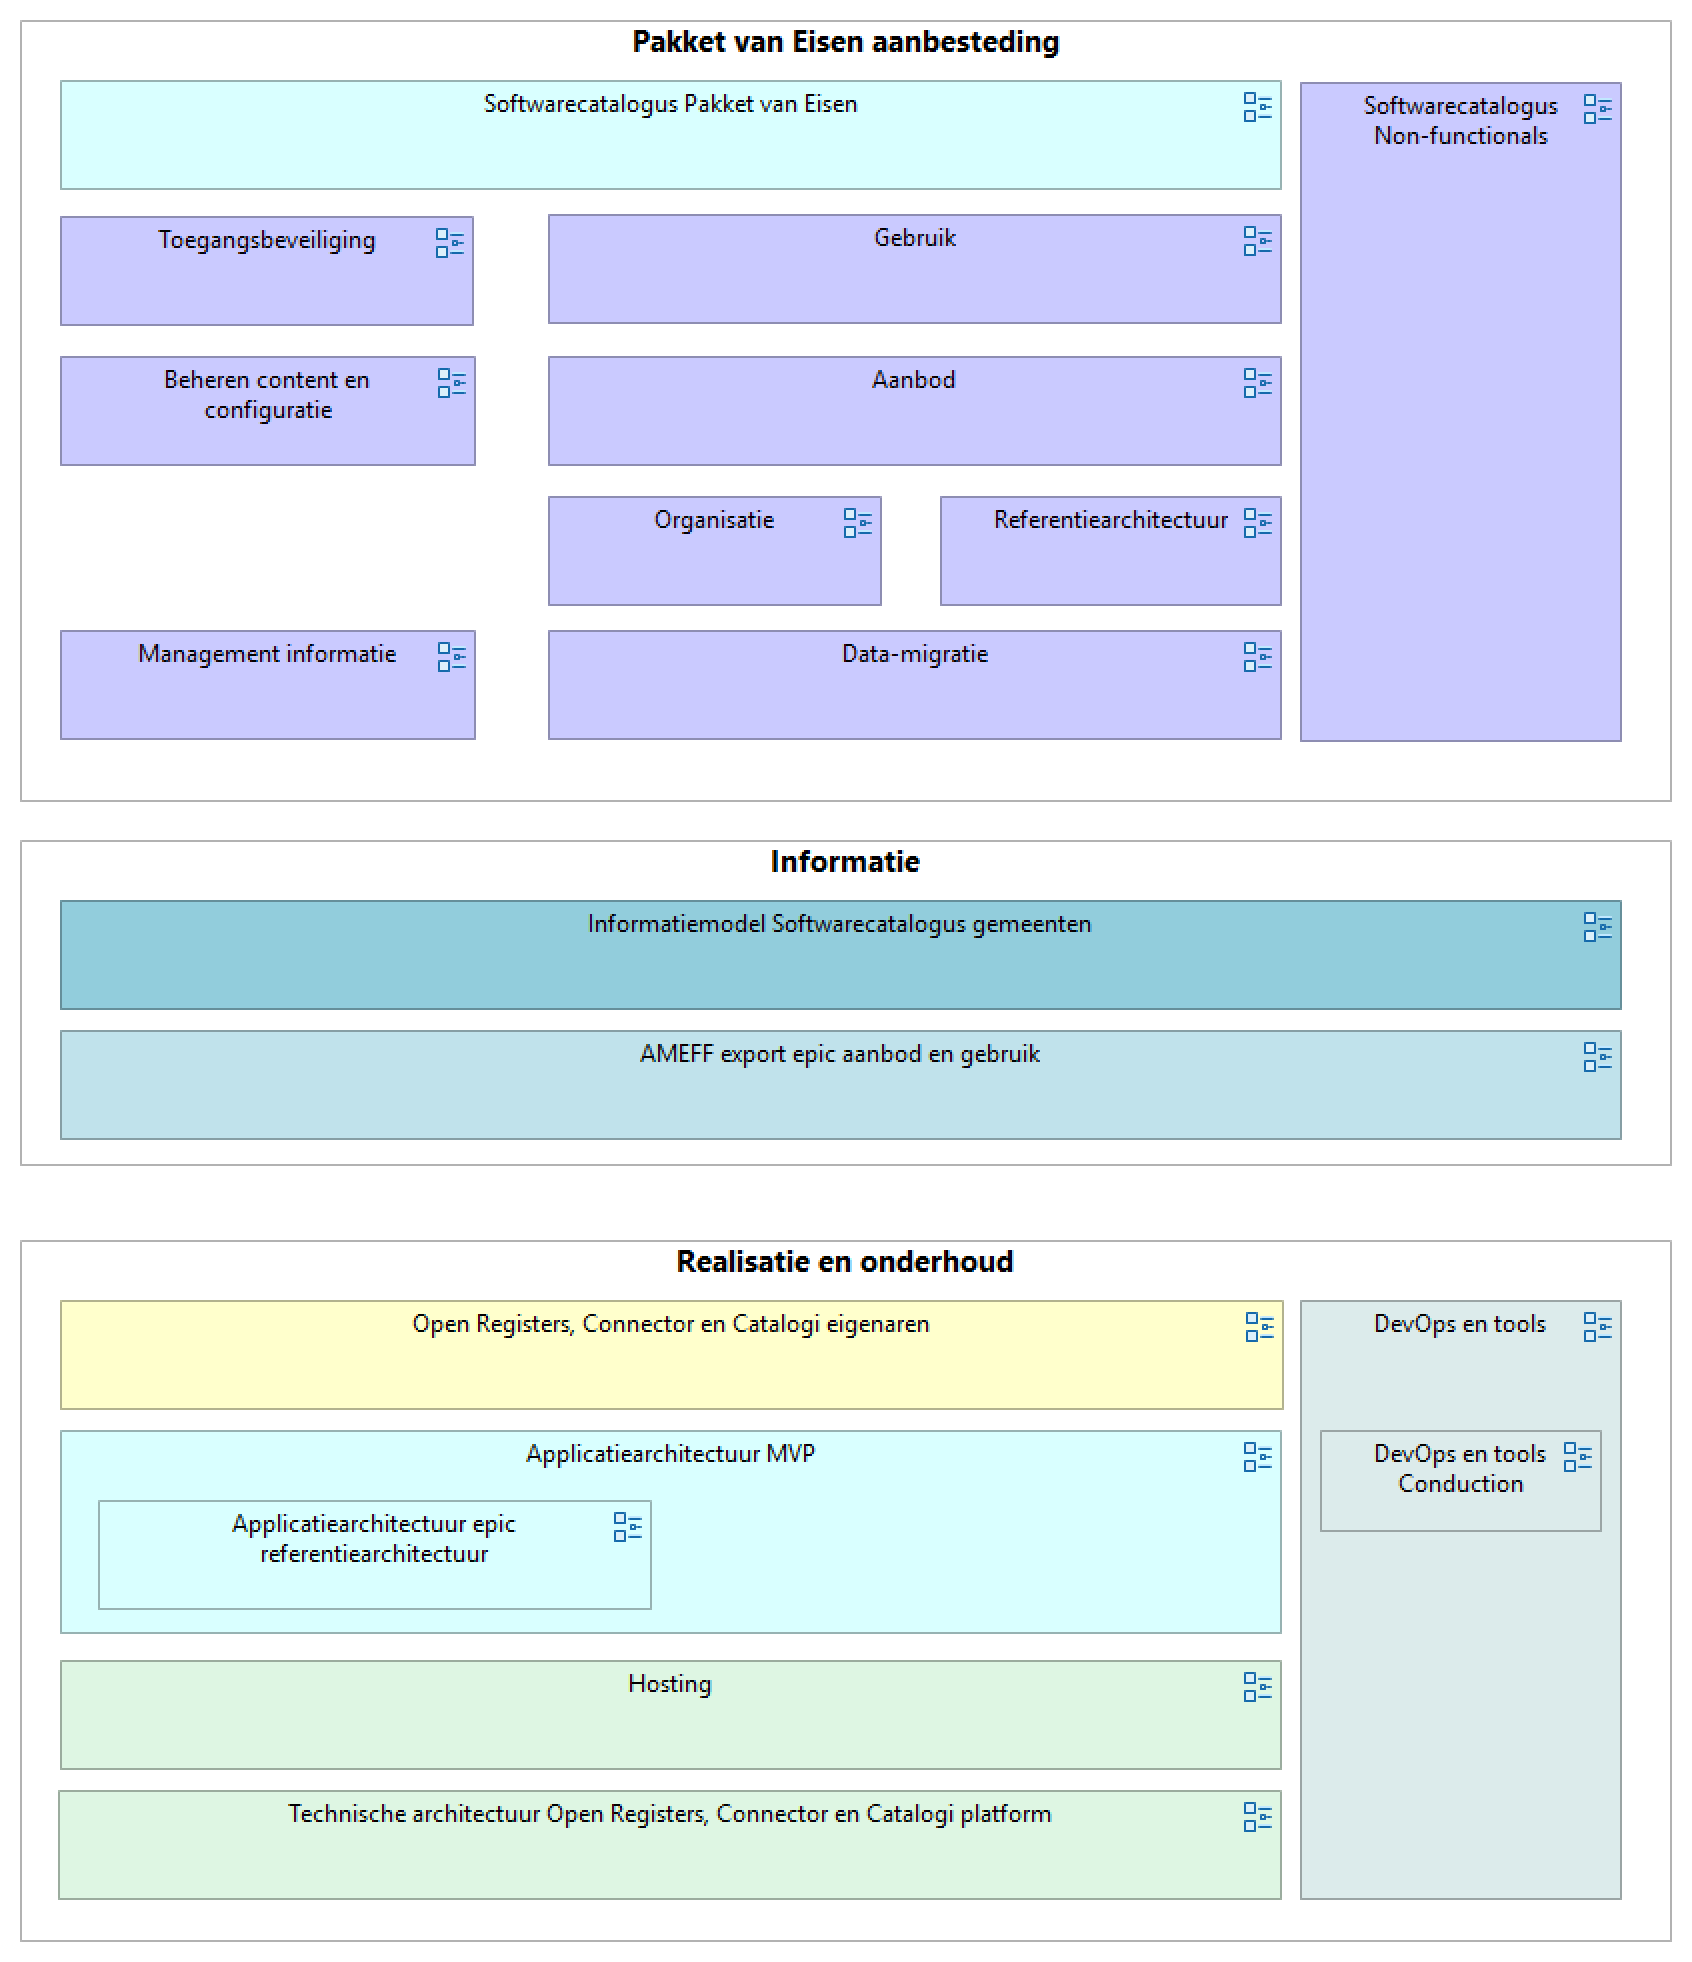 Pakket van Eisen aanbesteding
Softwarecatalogus Pakket van Eisen
Softwarecatalogus
Non-functionals
Toegangsbeveiliging
Gebruik
Beheren content en
configuratie
Aanbod
Organisatie
Referentiearchitectuur
Management informatie
Data-migratie
Informatie
Informatiemodel Softwarecatalogus gemeenten
AMEFF export epic aanbod en gebruik
Realisatie en onderhoud
Open Registers, Connector en Catalogi eigenaren
DevOps en tools
Applicatiearchitectuur MVP
DevOps en tools
Conduction
Applicatiearchitectuur epic
referentiearchitectuur
Hosting
Technische architectuur Open Registers, Connector en Catalogi platform